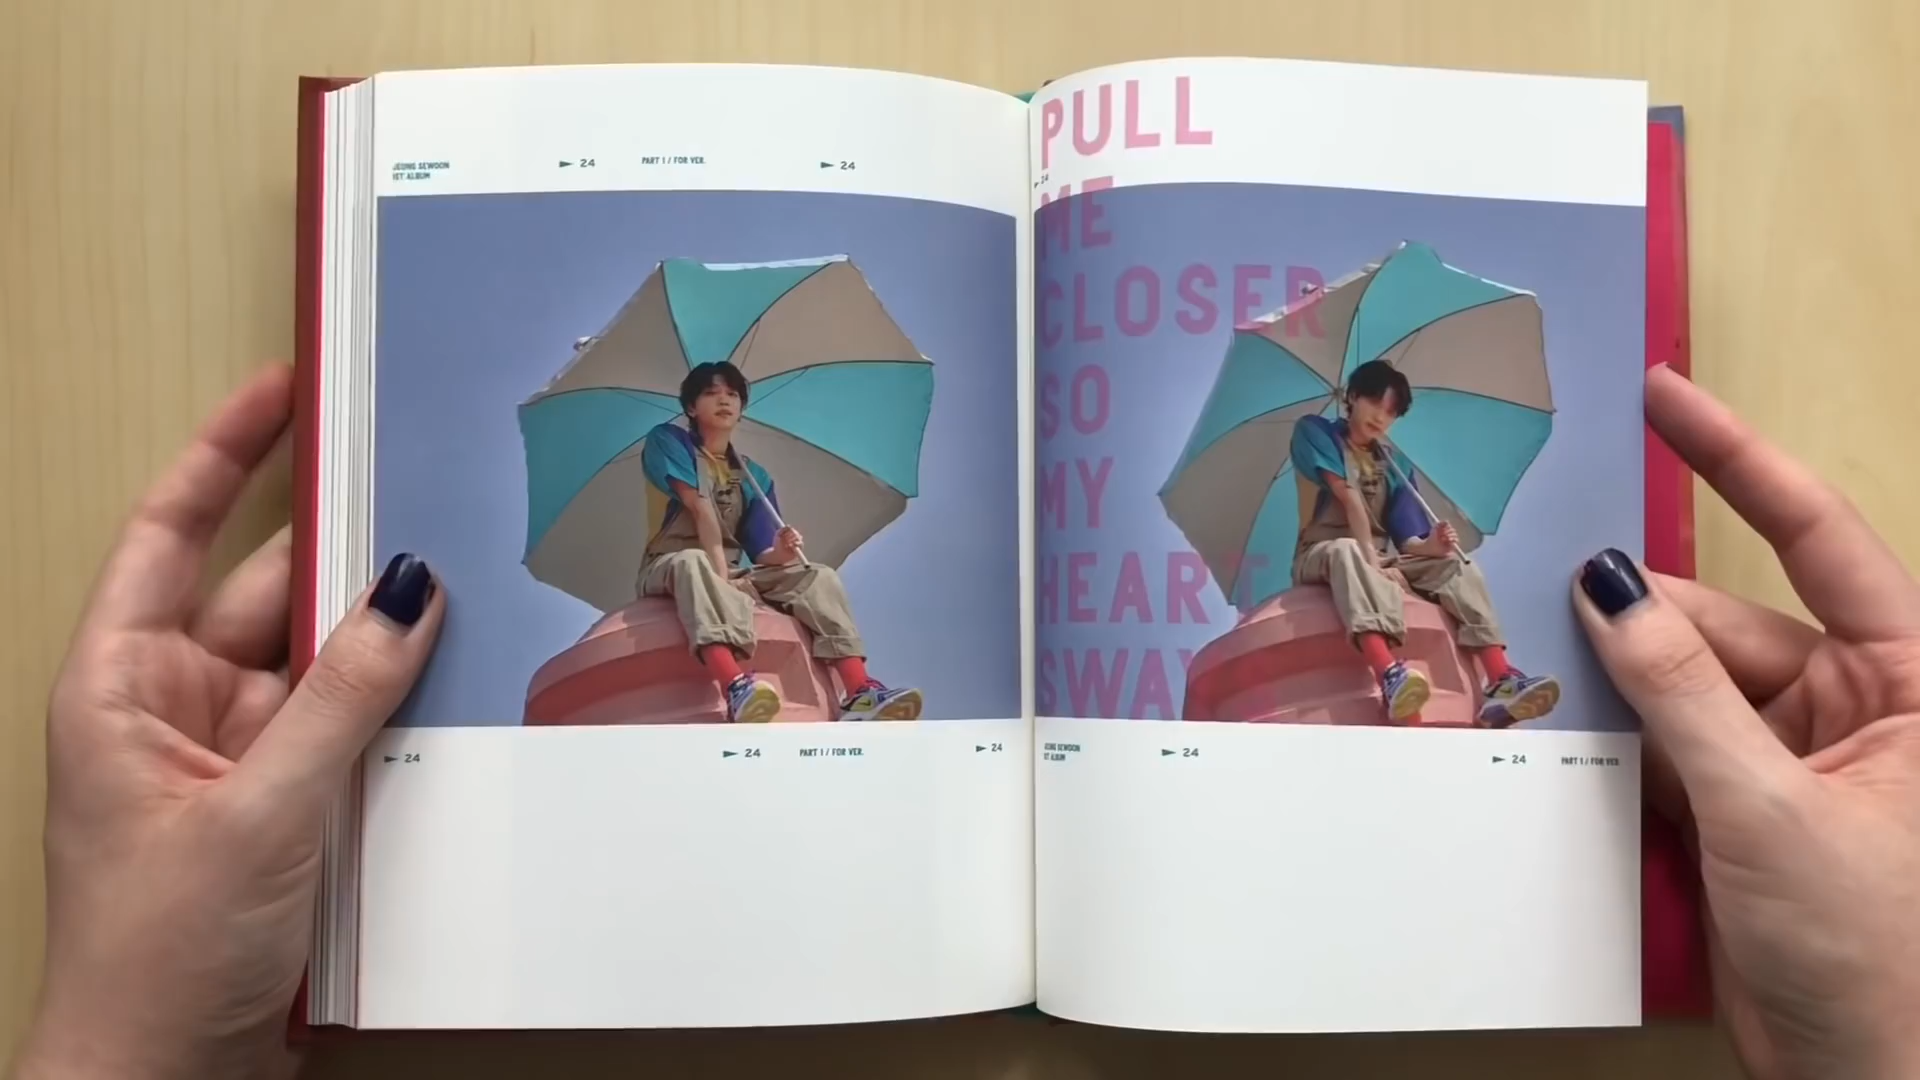 JEONG SEWOON
1ST ALBUM
24
PART 1 / FOR VER.
24
24
24
PART 1 / FOR VER.
24
PULL
24
ME
CLOSER
SO
MY
HEART
SWAYS
JEONG SEWOON
1ST ALBUM
24
24
PART 1 / FOR VER.